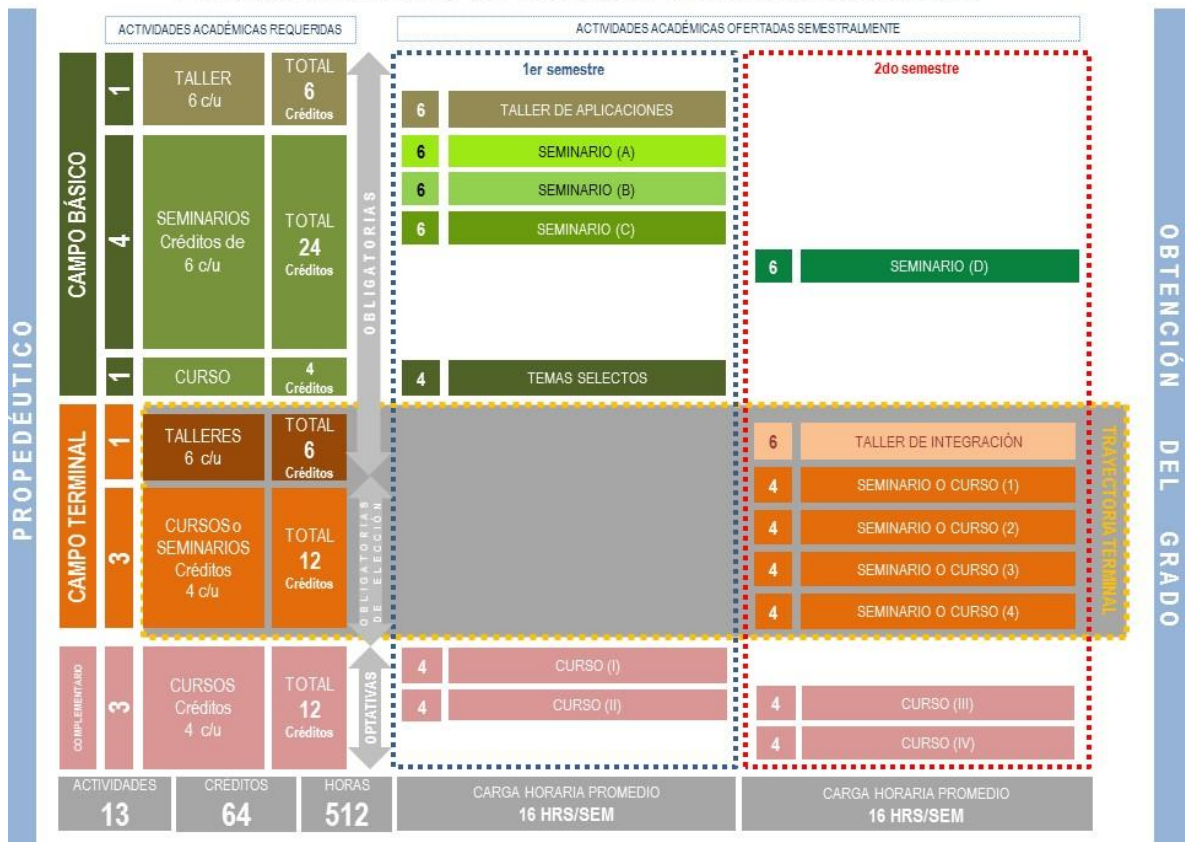 ACTIVIDADES ACADÉMICAS REQUERIDAS
ACTIVIDADES ACADÉMICAS OFERTADAS SEMESTRALMENTE
PROPEDÉUTICO
CAMPO BÁSICO
1
TALLER
6 c/u
TOTAL
6
Créditos
4
SEMINARIOS
Créditos de
6 c/u
TOTAL
24
Créditos
1
CURSO
4
Créditos
OBLIGATORIAS
1er semestre
6 TALLER DE APLICACIONES
6 SEMINARIO (A)
6 SEMINARIO (B)
6 SEMINARIO (C)
4 TEMAS SELECTOS
2do semestre
6 SEMINARIO (D)
CAMPO TERMINAL
1
TALLERES
6 c/u
TOTAL
6
Créditos
3
CURSOS o
SEMINARIOS
Créditos
4 c/u
TOTAL
12
Créditos
OBLIGATORIAS
DE ELECCIÓN
6 TALLER DE INTEGRACIÓN
4 SEMINARIO O CURSO (1)
4 SEMINARIO O CURSO (2)
4 SEMINARIO O CURSO (3)
4 SEMINARIO O CURSO (4)
TRAYECTORIA TERMINAL
COMPLEMENTARIO
3
CURSOS
Créditos
4 c/u
TOTAL
12
Créditos
OPTATIVAS
4 CURSO (I)
4 CURSO (II)
4 CURSO (III)
4 CURSO (IV)
ACTIVIDADES
13
CREDITOS
64
HORAS
512
CARGA HORARIA PROMEDIO
16 HRS/SEM
CARGA HORARIA PROMEDIO
16 HRS/SEM
OBTENCIÓN DEL GRADO